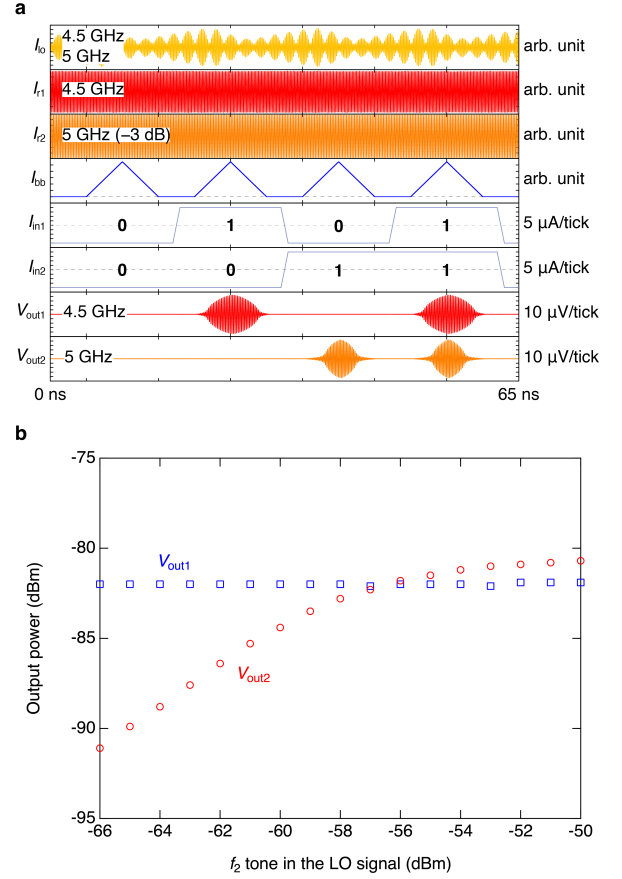 a
I_lo 4.5 GHz arb. unit
5 GHz
I_r1 4.5 GHz arb. unit
I_r2 5 GHz (–3 dB) arb. unit
I_bb arb. unit
I_in1 0 1 0 1 5 µA/tick
I_in2 0 0 1 1 5 µA/tick
V_out1 4.5 GHz 10 µV/tick
V_out2 5 GHz 10 µV/tick
0 ns 65 ns
b
-75
-80
V_out1
-85
V_out2
-90
-95
Output power (dBm)
-66 -64 -62 -60 -58 -56 -54 -52 -50
f_2 tone in the LO signal (dBm)